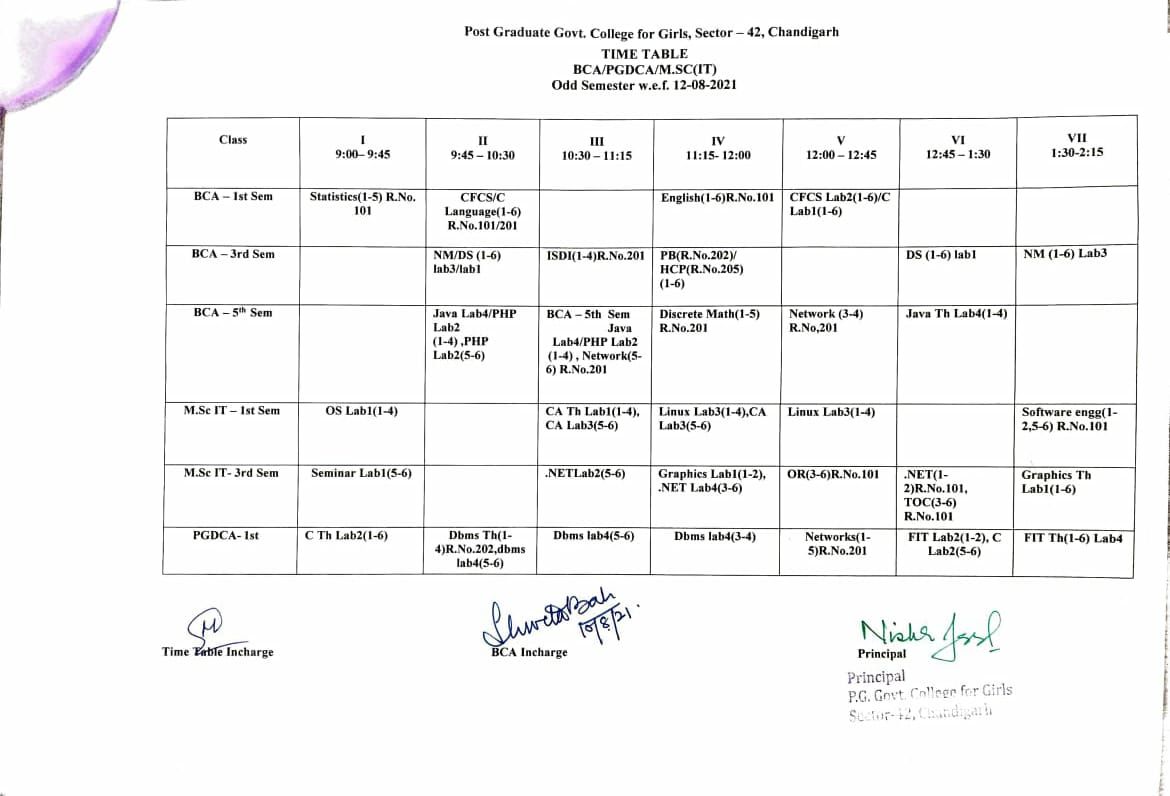 Post Graduate Govt. College for Girls, Sector – 42, Chandigarh
TIME TABLE
BCA/PGDCA/M.SC(IT)
Odd Semester w.e.f. 12-08-2021
Class
I
9:00– 9:45
II
9:45 – 10:30
III
10:30 – 11:15
IV
11:15- 12:00
V
12:00 – 12:45
VI
12:45 – 1:30
VII
1:30-2:15
BCA – 1st Sem
Statistics(1-5) R.No.
101
CFCS/C
Language(1-6)
R.No.101/201
English(1-6)R.No.101
CFCS Lab2(1-6)/C
Lab1(1-6)
BCA – 3rd Sem
NM/DS (1-6)
lab3/lab1
ISDI(1-4)R.No.201
PB(R.No.202)/
HCP(R.No.205)
(1-6)
DS (1-6) lab1
NM (1-6) Lab3
BCA – 5th Sem
Java Lab4/PHP
Lab2
(1-4) ,PHP
Lab2(5-6)
BCA – 5th Sem
Java
Lab4/PHP Lab2
(1-4) , Network(5-
6) R.No.201
Discrete Math(1-5)
R.No.201
Network (3-4)
R.No,201
Java Th Lab4(1-4)
M.Sc IT – 1st Sem
OS Lab1(1-4)
CA Th Lab1(1-4),
CA Lab3(5-6)
Linux Lab3(1-4),CA
Lab3(5-6)
Linux Lab3(1-4)
Software engg(1-
2,5-6) R.No.101
M.Sc IT- 3rd Sem
Seminar Lab1(5-6)
.NETLab2(5-6)
Graphics Lab1(1-2),
.NET Lab4(3-6)
OR(3-6)R.No.101
.NET(1-
2)R.No.101,
TOC(3-6)
R.No.101
Graphics Th
Lab1(1-6)
PGDCA- 1st
C Th Lab2(1-6)
Dbms Th(1-
4)R.No.202,dbms
lab4(5-6)
Dbms lab4(5-6)
Dbms lab4(3-4)
Networks(1-
5)R.No.201
FIT Lab2(1-2), C
Lab2(5-6)
FIT Th(1-6) Lab4
10/8/21.
Time Table Incharge
BCA Incharge
Principal
Principal
P.G. Govt. College for Girls
Sector-42, Chandigarh